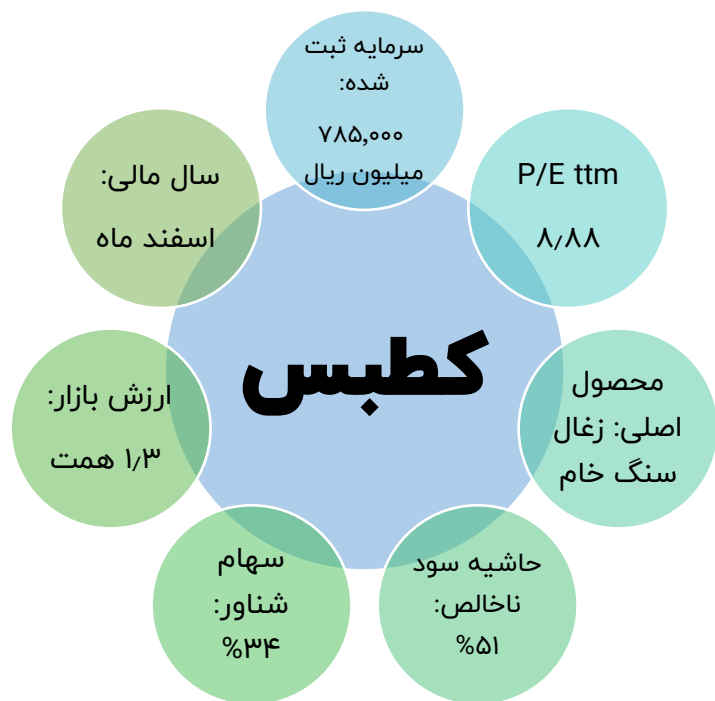 سرمایه ثبت
شده:
۷۸۵,۰۰۰
میلیون ریال
P/E ttm
۸٫۸۸
محصول
اصلی: زغال
سنگ خام
حاشیه سود
ناخالص:
%۵۱
سهام
شناور:
%۳۴
ارزش بازار:
۱٫۳ همت
سال مالی:
اسفند ماه
کطبس